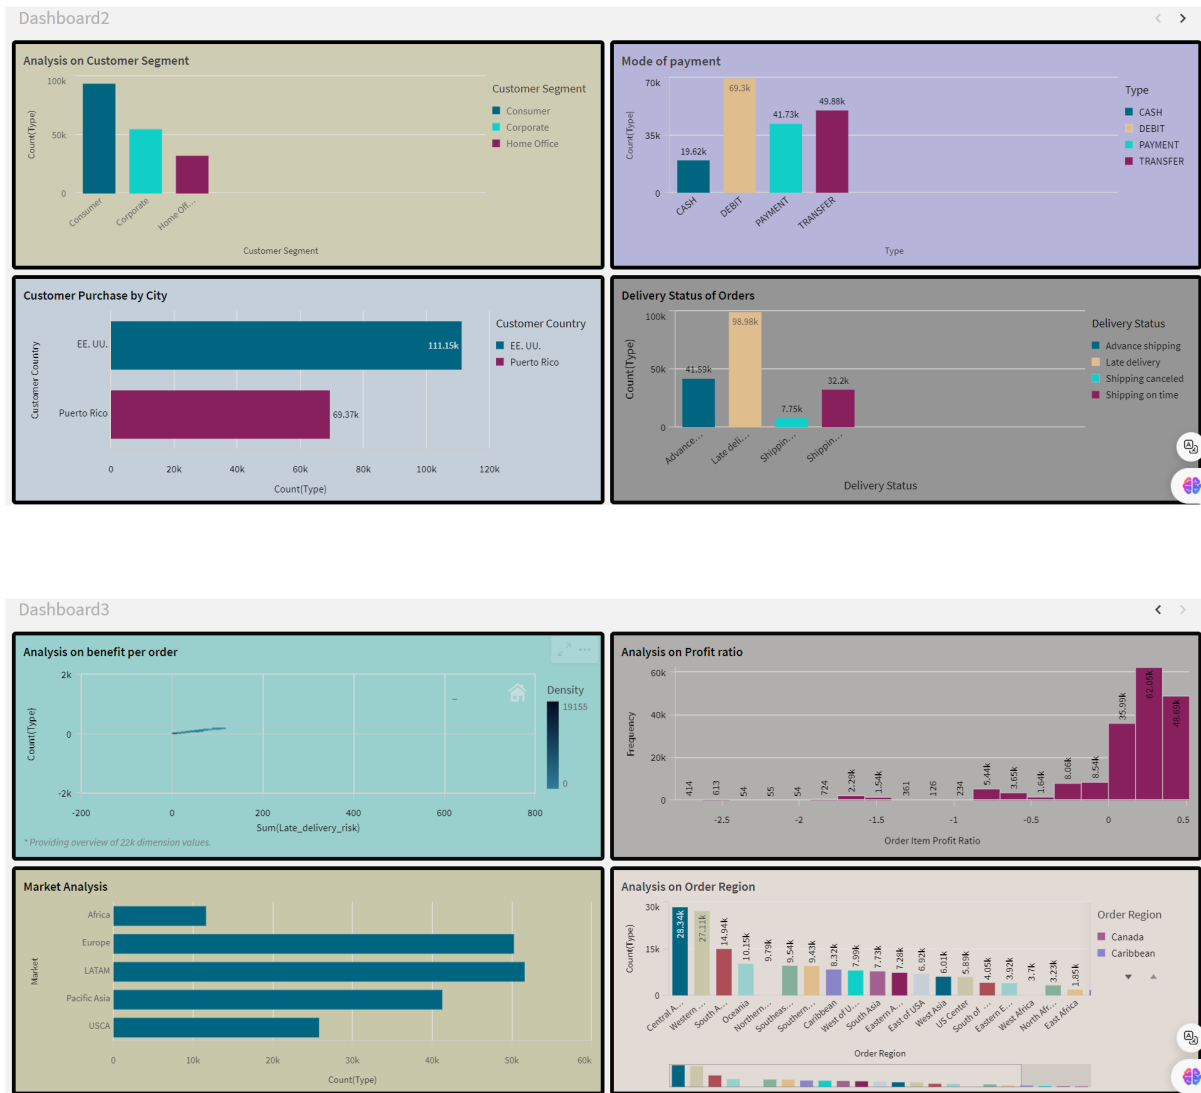 Dashboard2
Analysis on Customer Segment
100k
50k
0
Count(Type)
Consumer
Corporate
Home Off...
Customer Segment
Customer Segment
Consumer
Corporate
Home Office
Mode of payment
70k
35k
0
Count(Type)
19.62k
69.3k
41.73k
49.88k
CASH
DEBIT
PAYMENT
TRANSFER
Type
Type
CASH
DEBIT
PAYMENT
TRANSFER
Customer Purchase by City
Customer Country
EE. UU.
111.15k
Puerto Rico
69.37k
0 20k 40k 60k 80k 100k 120k
Count(Type)
Customer Country
EE. UU.
Puerto Rico
Delivery Status of Orders
100k
50k
0
Count(Type)
41.59k
98.98k
7.75k
32.2k
Advance...
Late deli...
Shippin...
Shippin...
Delivery Status
Delivery Status
Advance shipping
Late delivery
Shipping canceled
Shipping on time
Dashboard3
Analysis on benefit per order
2k
0
-2k
Count(Type)
-200 0 200 400 600 800
Sum(Late_delivery_risk)
* Providing overview of 22k dimension values.
Density
19155
0
Analysis on Profit ratio
60k
40k
20k
0
Frequency
414
613
54
55
54
724
2.29k
1.54k
361
126
234
5.44k
3.65k
1.64k
8.06k
8.54k
35.99k
62.05k
48.69k
-2.5 -2 -1.5 -1 -0.5 0 0.5
Order Item Profit Ratio
Market Analysis
Market
Africa
Europe
LATAM
Pacific Asia
USCA
0 10k 20k 30k 40k 50k 60k
Count(Type)
Analysis on Order Region
30k
15k
0
Count(Type)
28.34k
27.11k
14.94k
10.15k
9.79k
9.54k
9.43k
8.32k
7.99k
7.73k
7.28k
6.92k
6.01k
5.89k
4.05k
3.92k
3.7k
3.23k
1.85k
Central A...
Western ...
South A...
Oceania
Northern...
Southeas...
Southern...
Caribbean
West of U...
South Asia
Eastern A...
East of USA
West Asia
US Center
South of ...
Eastern E...
West Africa
North Afr...
East Africa
Order Region
Order Region
Canada
Caribbean